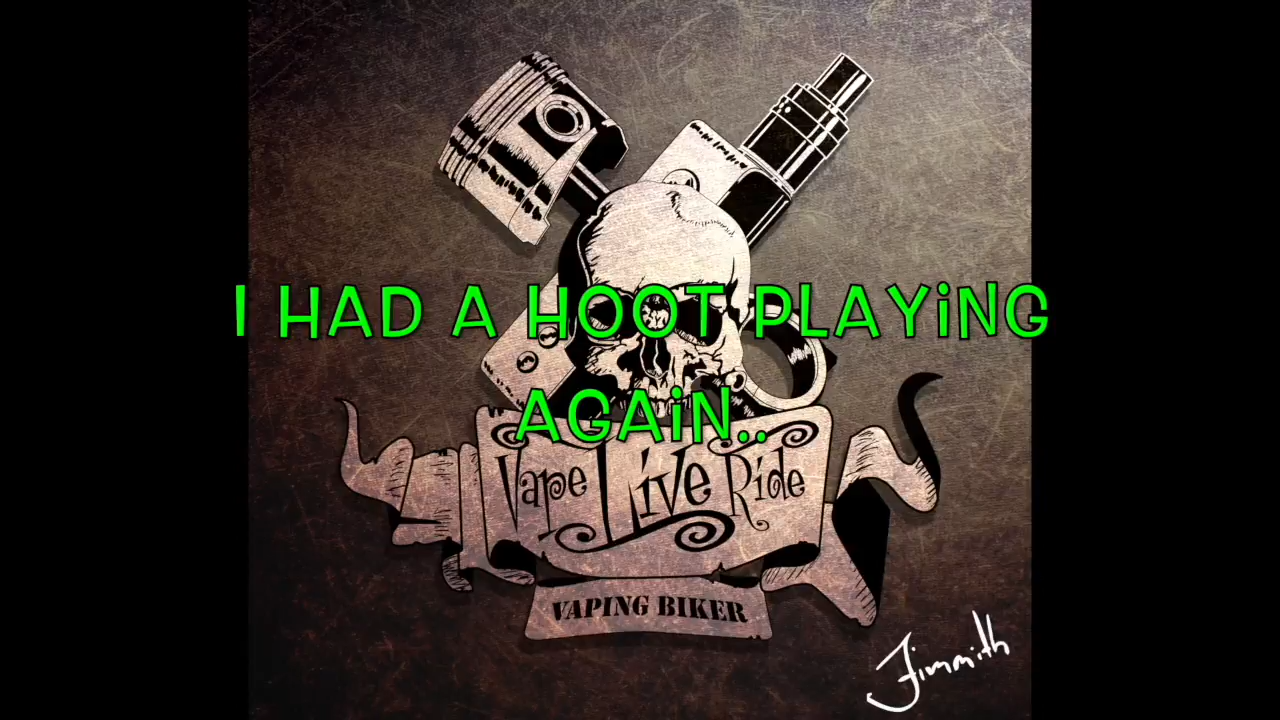 I HAD A HOOT PLAYiNG
AGAiN..
Vape Live Ride
VAPING BIKER
Jimmith